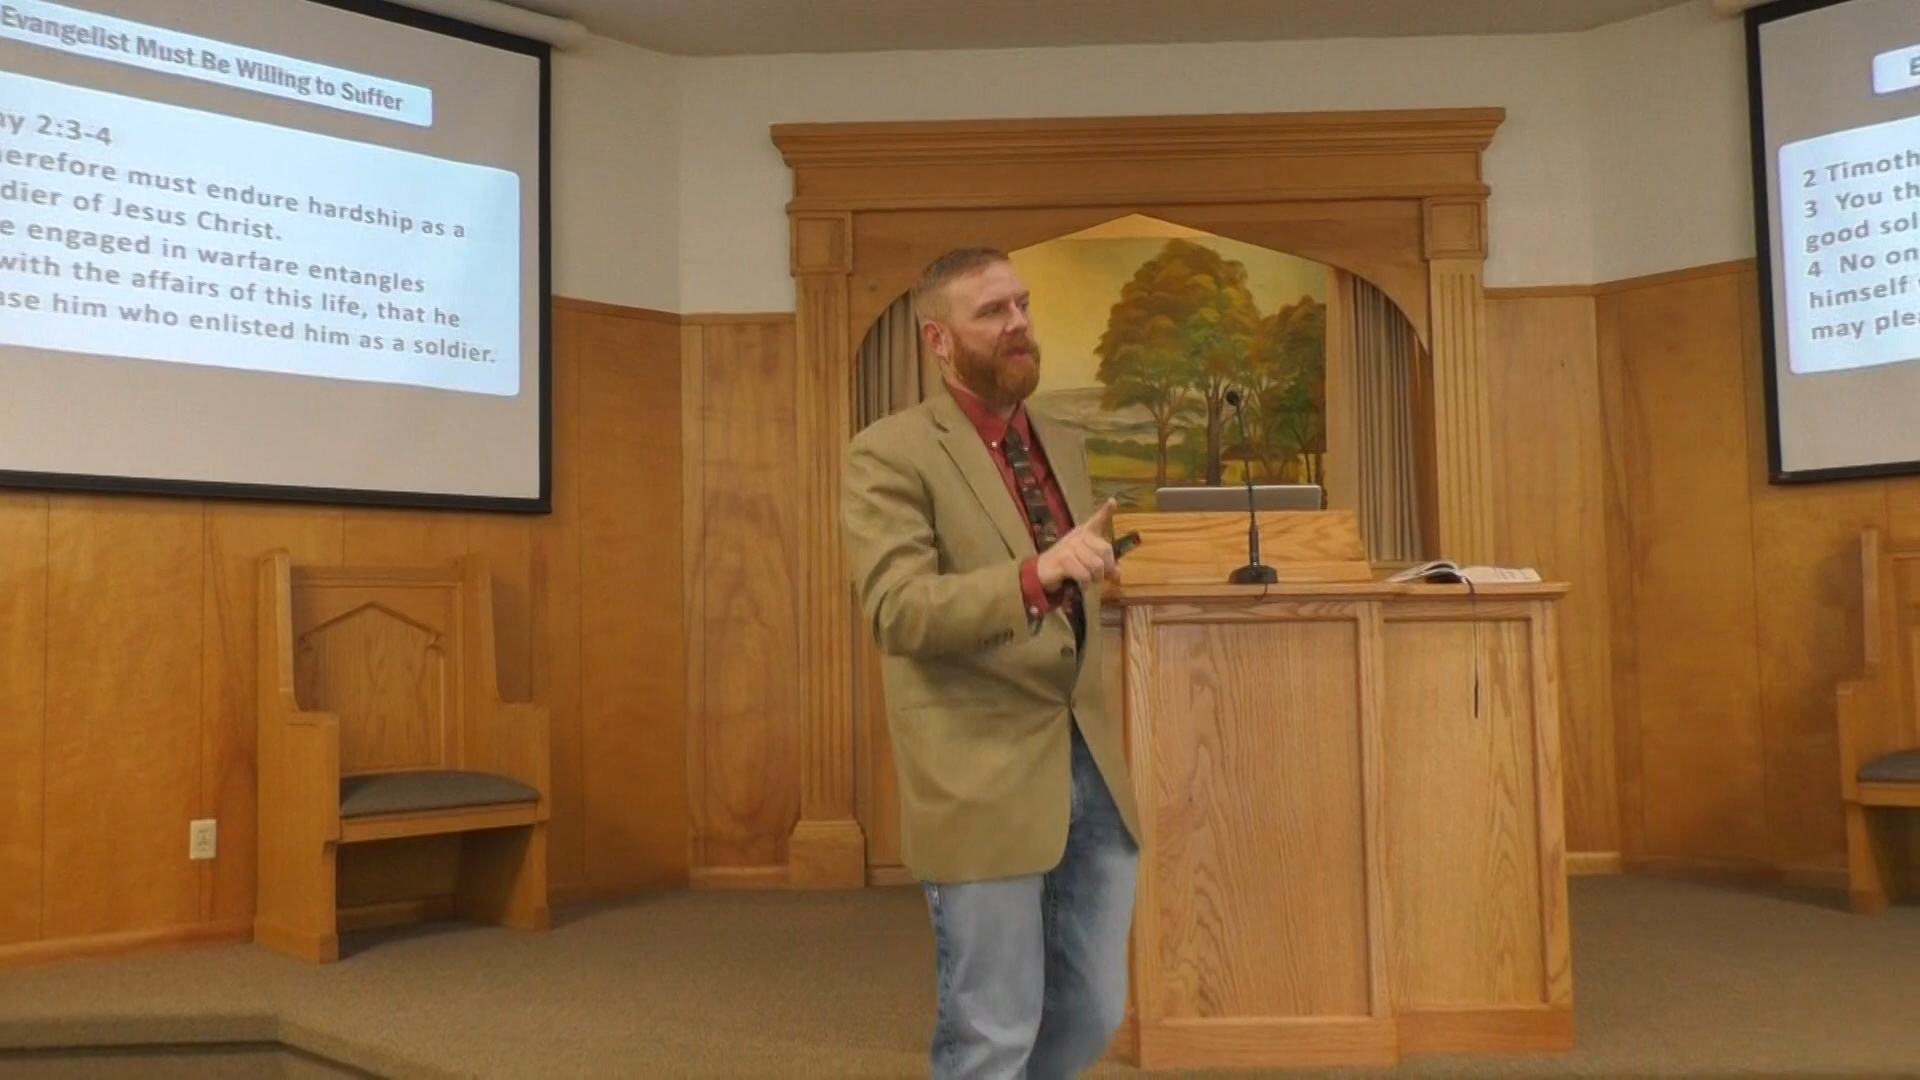 Evangelist Must Be Willing to Suffer
hy 2:3-4
erefore must endure hardship as a
dier of Jesus Christ.
e engaged in warfare entangles
with the affairs of this life, that he
ase him who enlisted him as a soldier.
E
2 Timoth
3 You th
good sol
4 No on
himself
may plea